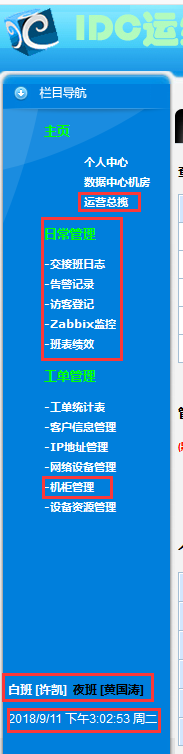 IDC运
栏目导航
主页
个人中心
数据中心机房
运营总揽
日常管理
-交接班日志
-告警记录
-访客登记
-Zabbix监控
-班表绩效
工单管理
-工单统计表
-客户信息管理
-IP地址管理
-网络设备管理
-机柜管理
-设备资源管理
白班 [许凯] 夜班 [黄国涛]
2018/9/11 下午3:02:53 周二